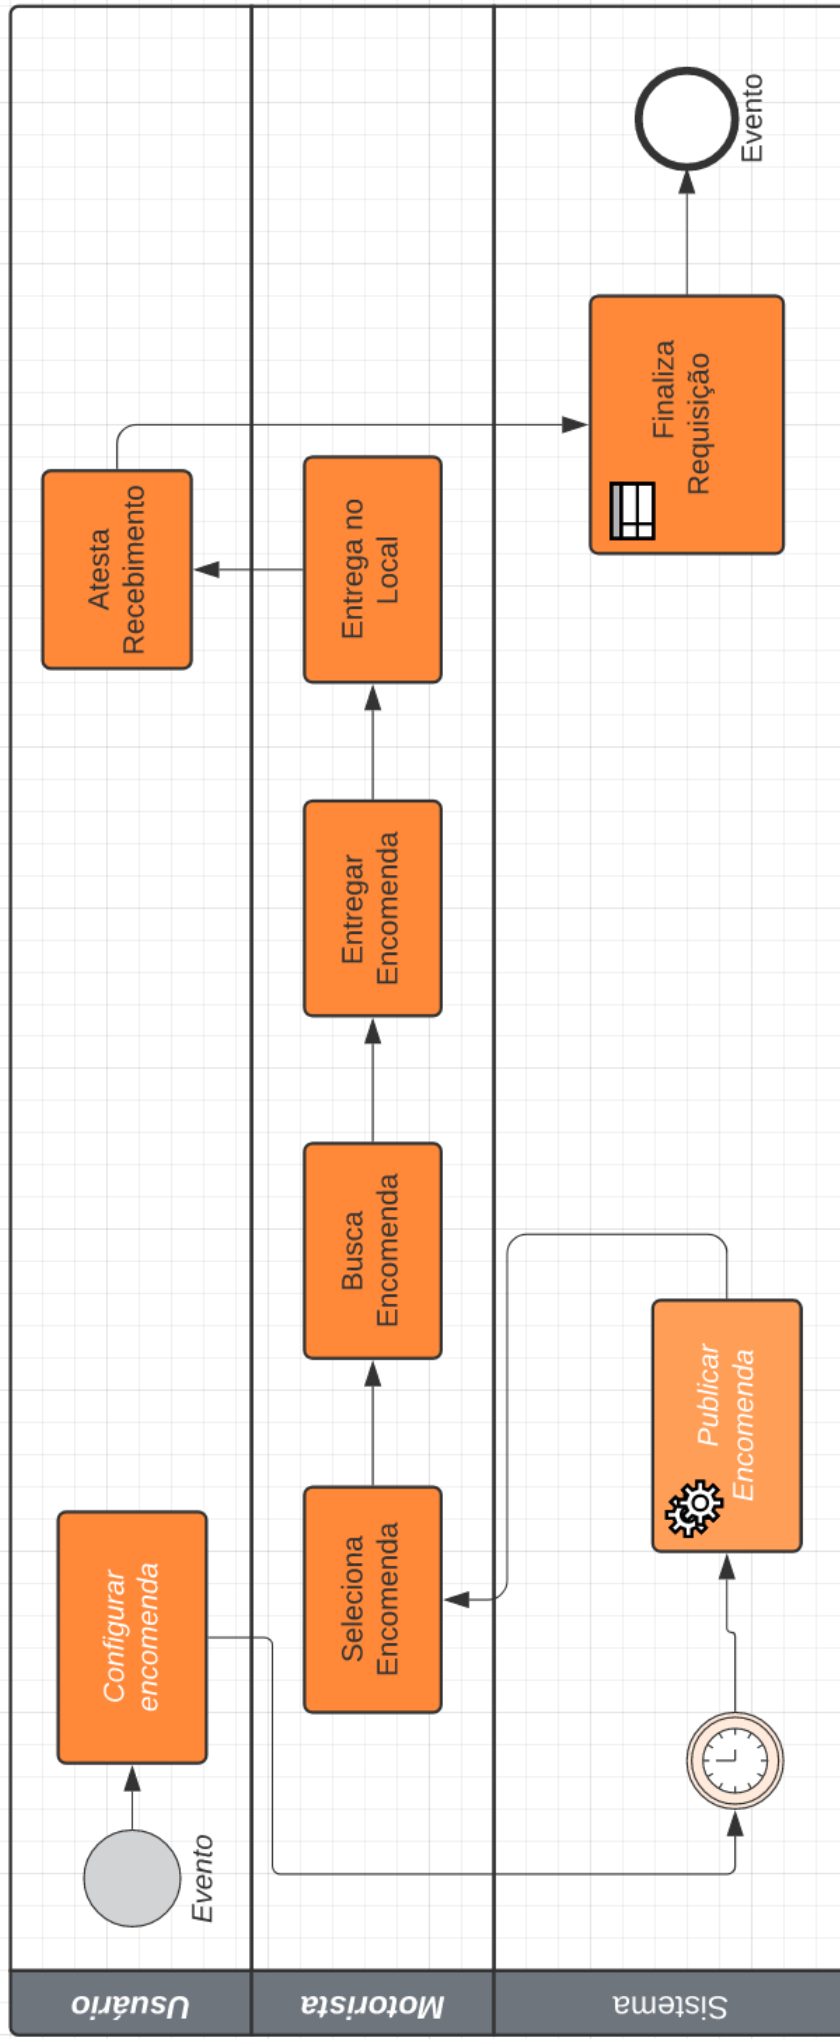 Usuário
Evento
Configurar
encomenda
Atesta
Recebimento
Motorista
Seleciona
Encomenda
Busca
Encomenda
Entregar
Encomenda
Entrega no
Local
Sistema
Publicar
Encomenda
Finaliza
Requisição
Evento